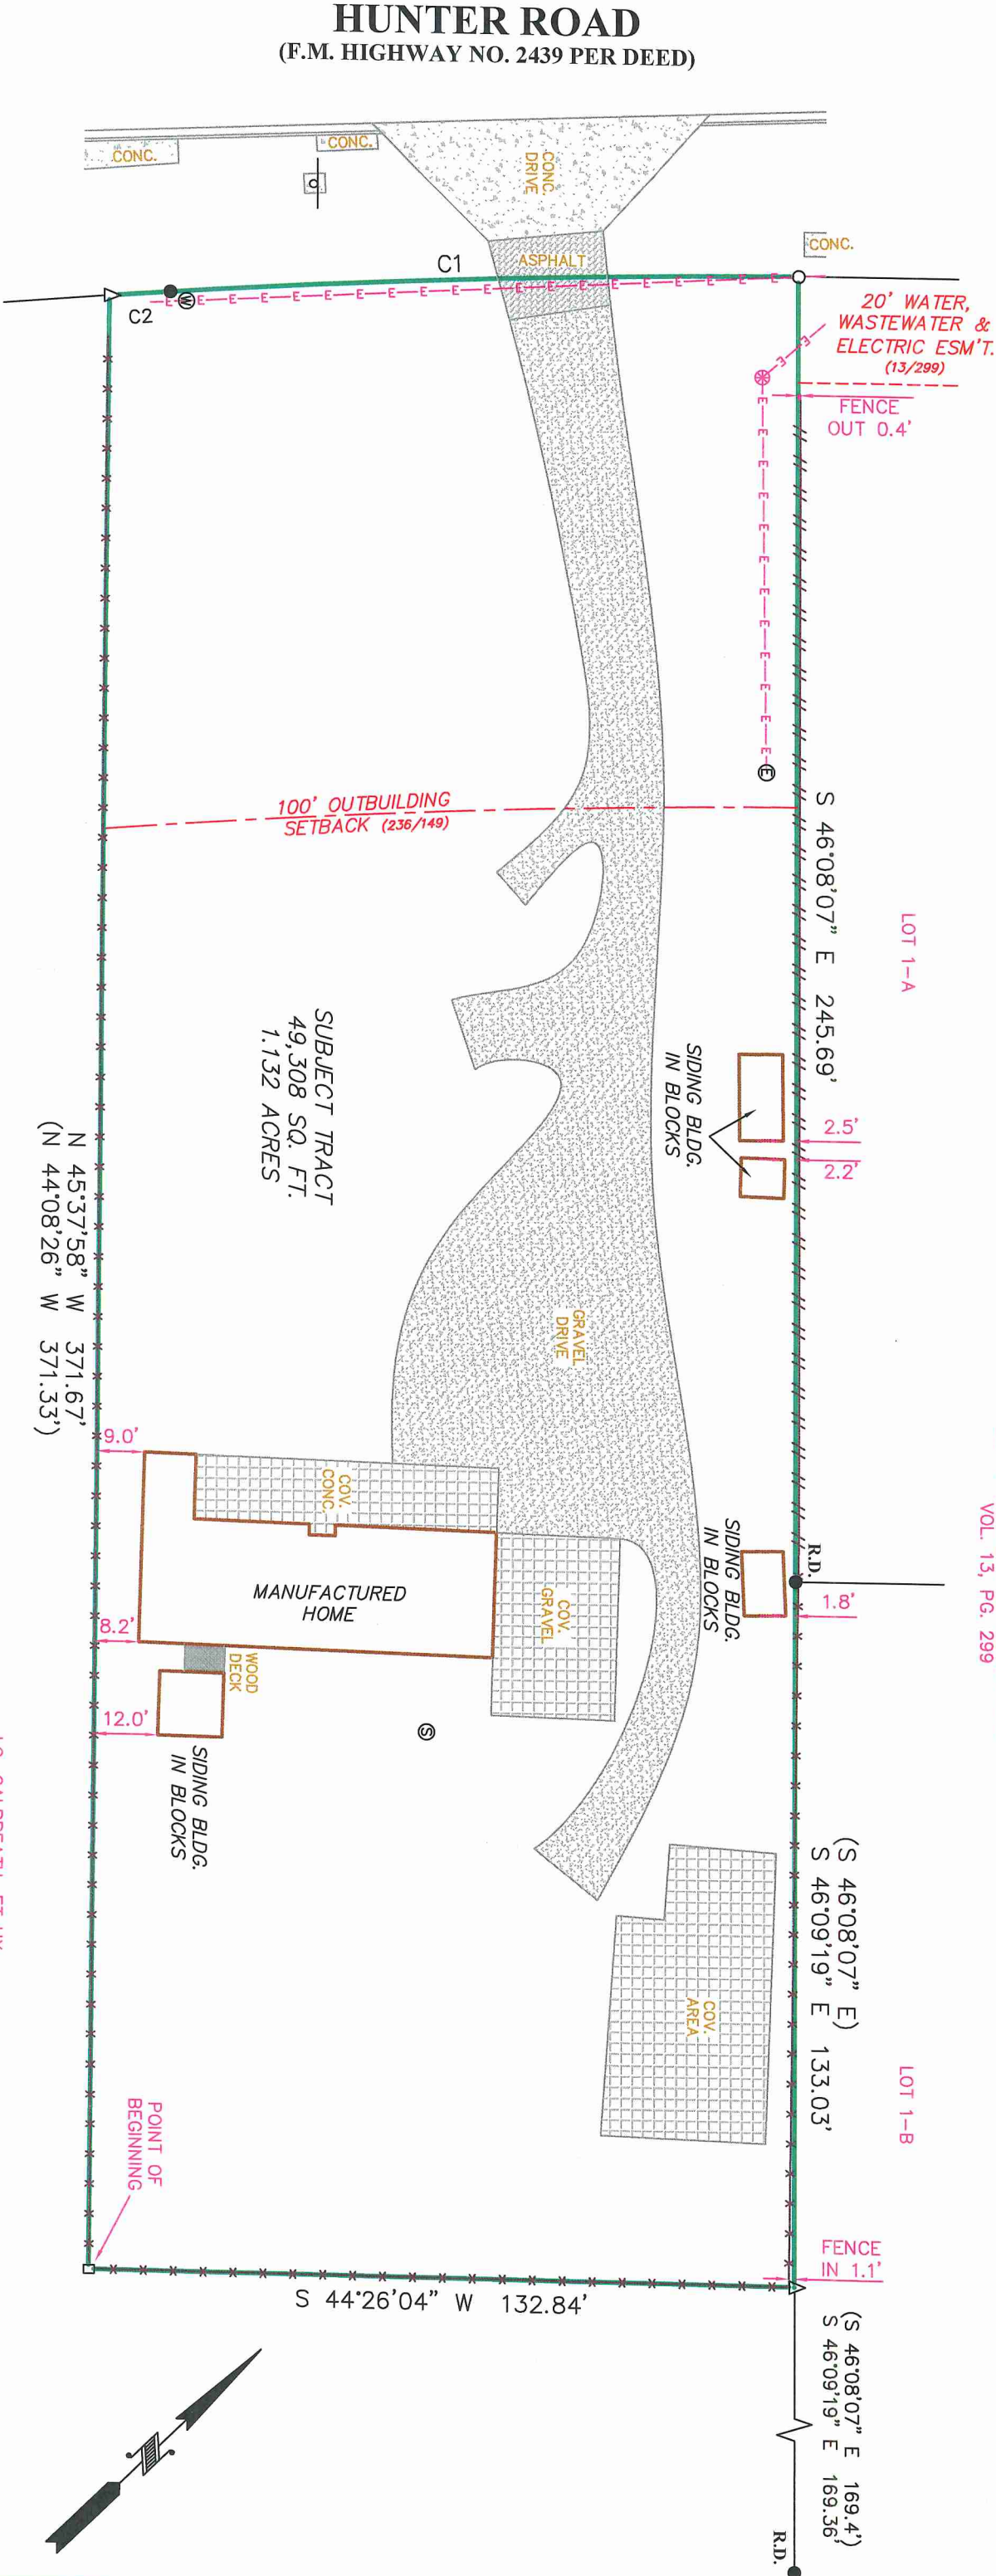 HUNTER ROAD
(F.M. HIGHWAY NO. 2439 PER DEED)
CONC.
CONC.
CONC.
DRIVE
CONC.
ASPHALT
C1
C2
W
E E E E E E E E E E E E E E E E E E E
20' WATER,
WASTEWATER &
ELECTRIC ESM'T.
(13/299)
3 3
FENCE
OUT 0.4'
E E E E E E E E E E E E
E
100' OUTBUILDING
SETBACK (236/149)
S 46°08'07" E 245.69'
LOT 1-A
SUBJECT TRACT
49,308 SQ. FT.
1.132 ACRES
SIDING BLDG.
IN BLOCKS
2.5'
2.2'
N 45°37'58" W 371.67'
(N 44°08'26" W 371.33')
GRAVEL
DRIVE
9.0'
COV.
CONC.
MANUFACTURED
HOME
COV.
GRAVEL
SIDING BLDG.
IN BLOCKS
R.D.
1.8'
VOL. 13, PG. 299
8.2'
WOOD
DECK
12.0'
SIDING BLDG.
IN BLOCKS
S
(S 46°08'07" E)
S 46°09'19" E 133.03'
COV.
AREA
LOT 1-B
POINT OF
BEGINNING
FENCE
IN 1.1'
S 44°26'04" W 132.84'
(S 46°08'07" E 169.4')
S 46°09'19" E 169.36'
R.D.